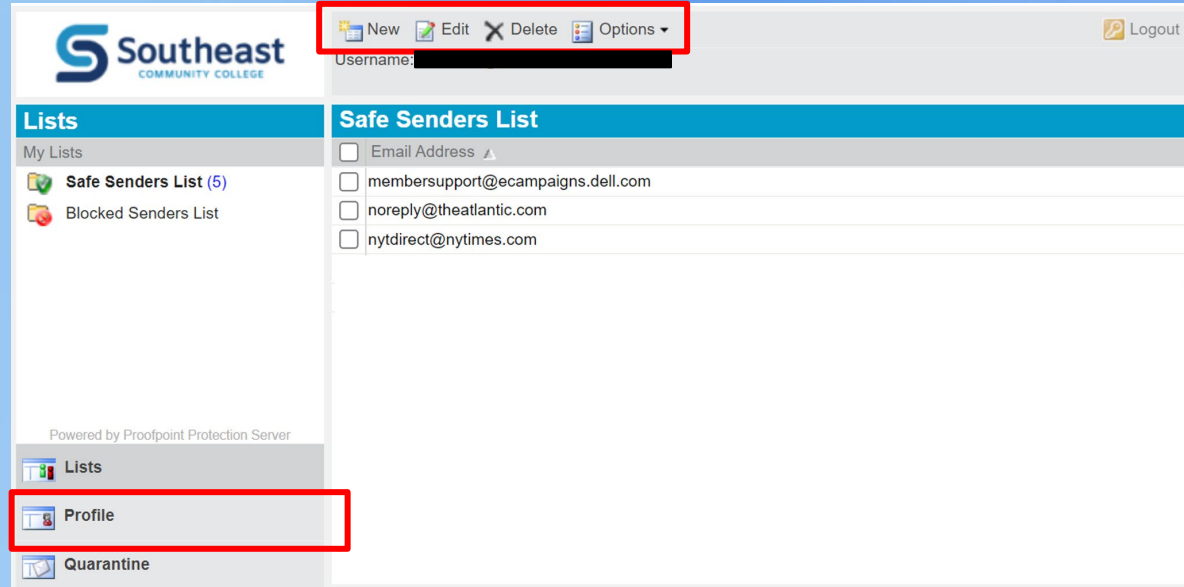 Southeast
COMMUNITY COLLEGE
New Edit Delete Options
Logout
Username:
Lists
My Lists
Safe Senders List (5)
Blocked Senders List
Powered by Proofpoint Protection Server
Lists
Profile
Quarantine
Safe Senders List
Email Address
membersupport@ecampaigns.dell.com
noreply@theatlantic.com
nytdirect@nytimes.com